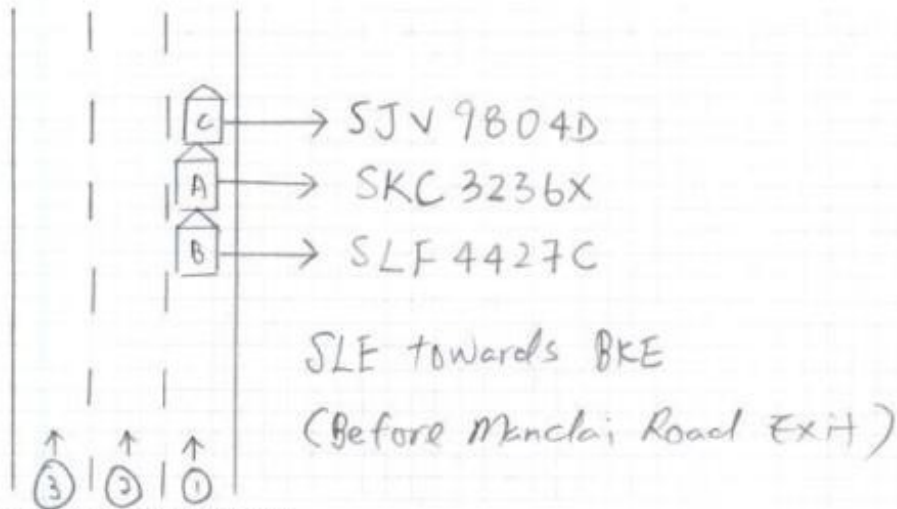 C → SJV 9804D
A → SKC 3236X
B → SLF 4427C
SLE towards BKE
(Before Mandai Road Exit)
3 2 1